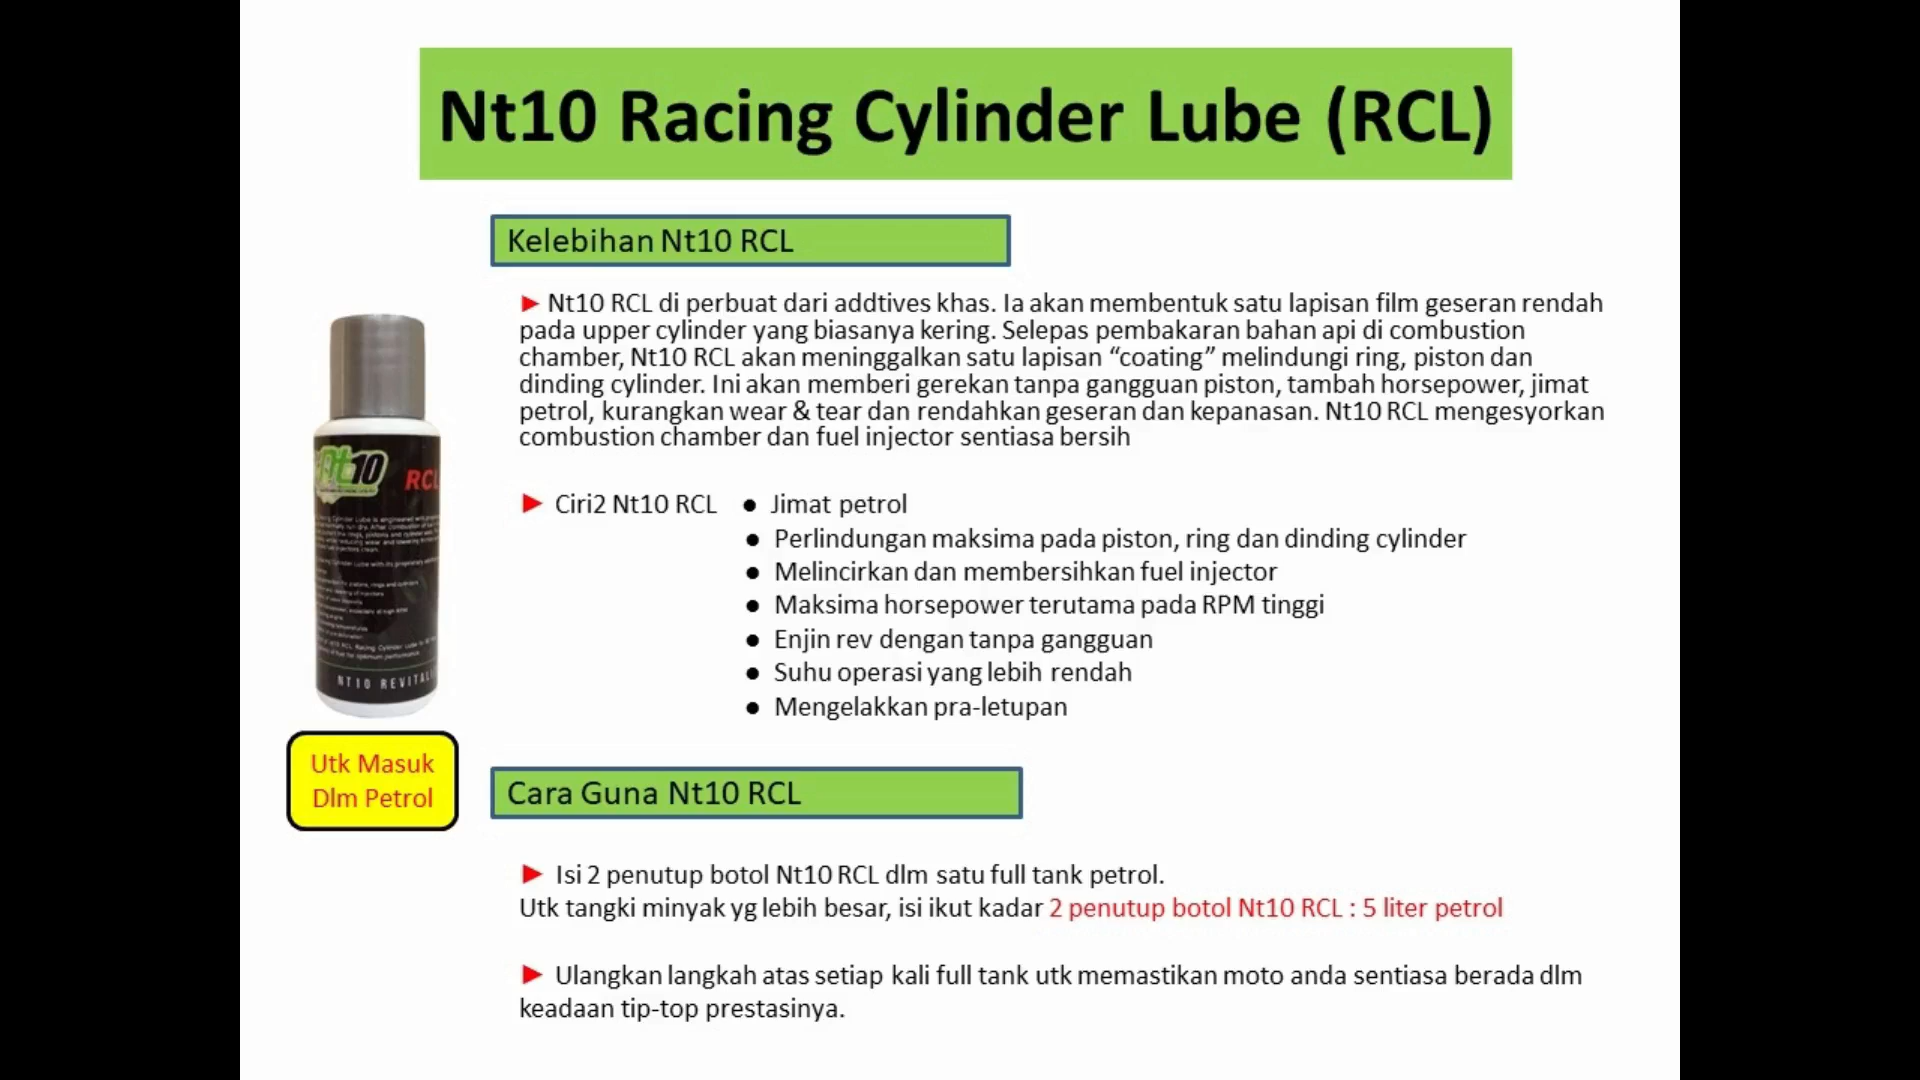 Nt10 Racing Cylinder Lube (RCL)
Kelebihan Nt10 RCL
► Nt10 RCL di perbuat dari addtives khas. Ia akan membentuk satu lapisan film geseran rendah
pada upper cylinder yang biasanya kering. Selepas pembakaran bahan api di combustion
chamber, Nt10 RCL akan meninggalkan satu lapisan “coating” melindungi ring, piston dan
dinding cylinder. Ini akan memberi gerekan tanpa gangguan piston, tambah horsepower, jimat
petrol, kurangkan wear & tear dan rendahkan geseran dan kepanasan. Nt10 RCL mengesyorkan
combustion chamber dan fuel injector sentiasa bersih
► Ciri2 Nt10 RCL ● Jimat petrol
● Perlindungan maksima pada piston, ring dan dinding cylinder
● Melincirkan dan membersihkan fuel injector
● Maksima horsepower terutama pada RPM tinggi
● Enjin rev dengan tanpa gangguan
● Suhu operasi yang lebih rendah
● Mengelakkan pra-letupan
Nt10 RCL
NT10
Utk Masuk
Dlm Petrol
Cara Guna Nt10 RCL
► Isi 2 penutup botol Nt10 RCL dlm satu full tank petrol.
Utk tangki minyak yg lebih besar, isi ikut kadar 2 penutup botol Nt10 RCL : 5 liter petrol
► Ulangkan langkah atas setiap kali full tank utk memastikan moto anda sentiasa berada dlm
keadaan tip-top prestasinya.